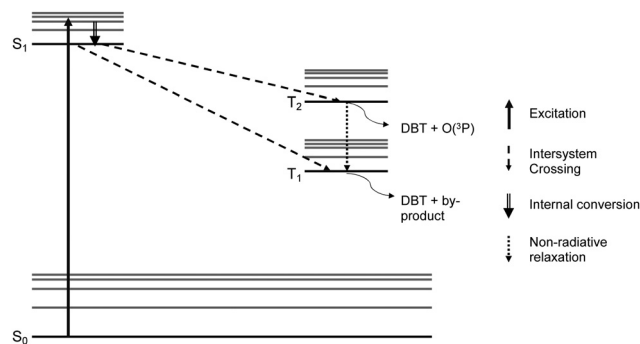 S₁
T₂
DBT + O(³P)
T₁
DBT + by-
product
S₀
Excitation
Intersystem
Crossing
Internal conversion
Non-radiative
relaxation